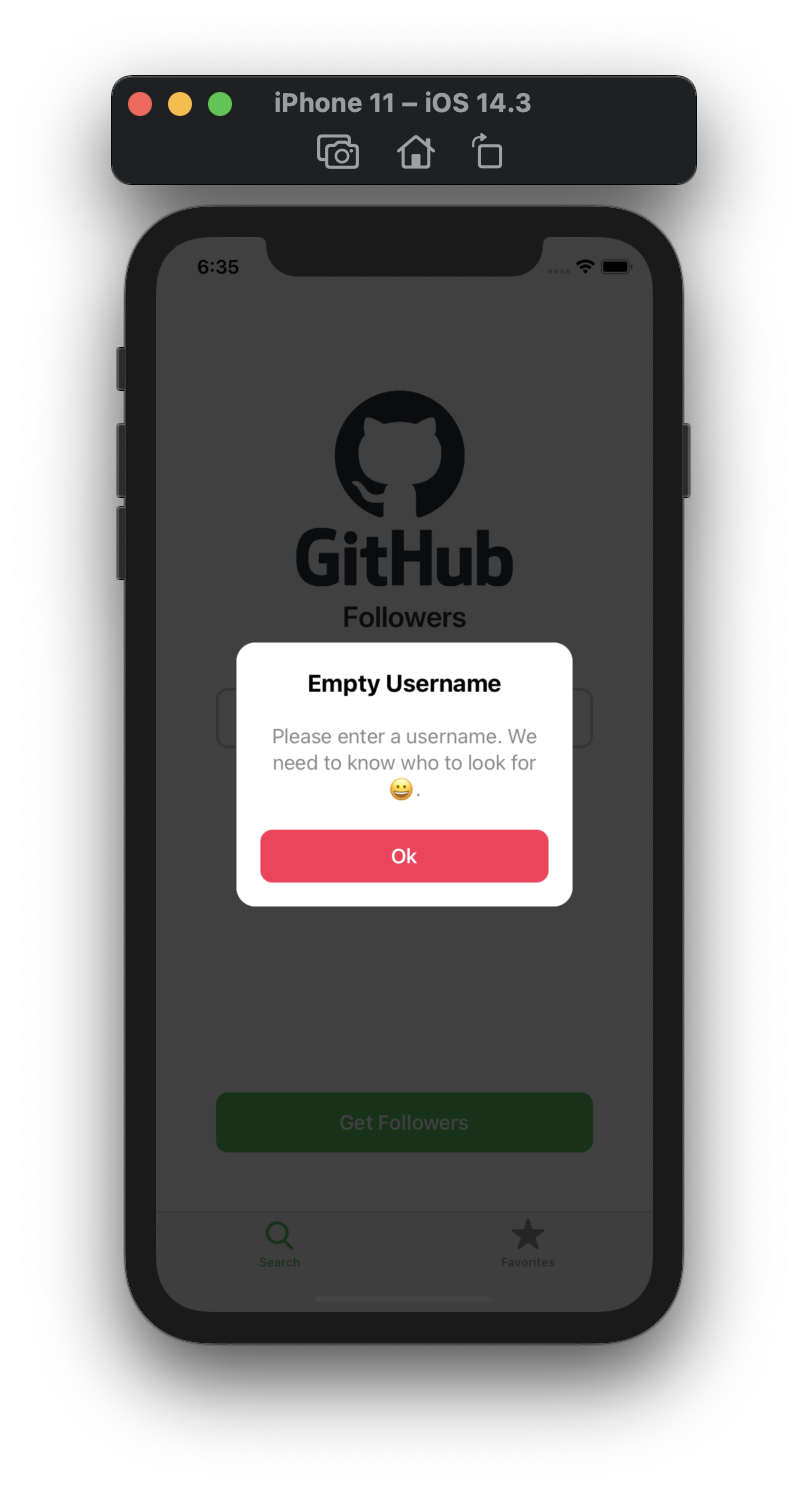 iPhone 11 – iOS 14.3
6:35
GitHub
Followers
Empty Username
Please enter a username. We
need to know who to look for
😀.
Ok
Get Followers
Search
Favorites